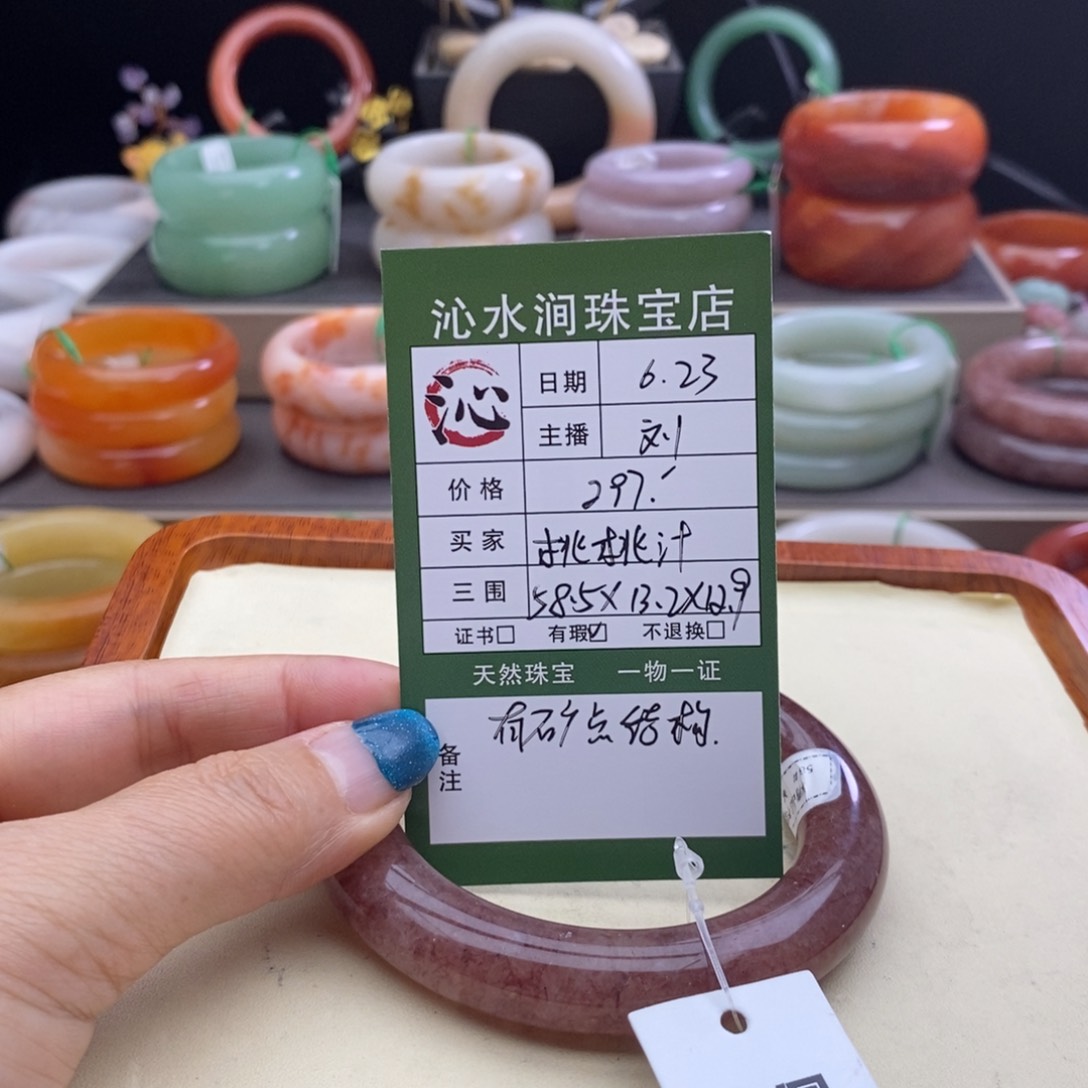 沁水涧珠宝店
沁
日期 6.23
主播 刘
价格 297.
买家 桃桃汁
三围 58.5X13.2X12.9
证书□ 有瑕☑ 不退换□
天然珠宝 一物一证
有矿点结构.
备注